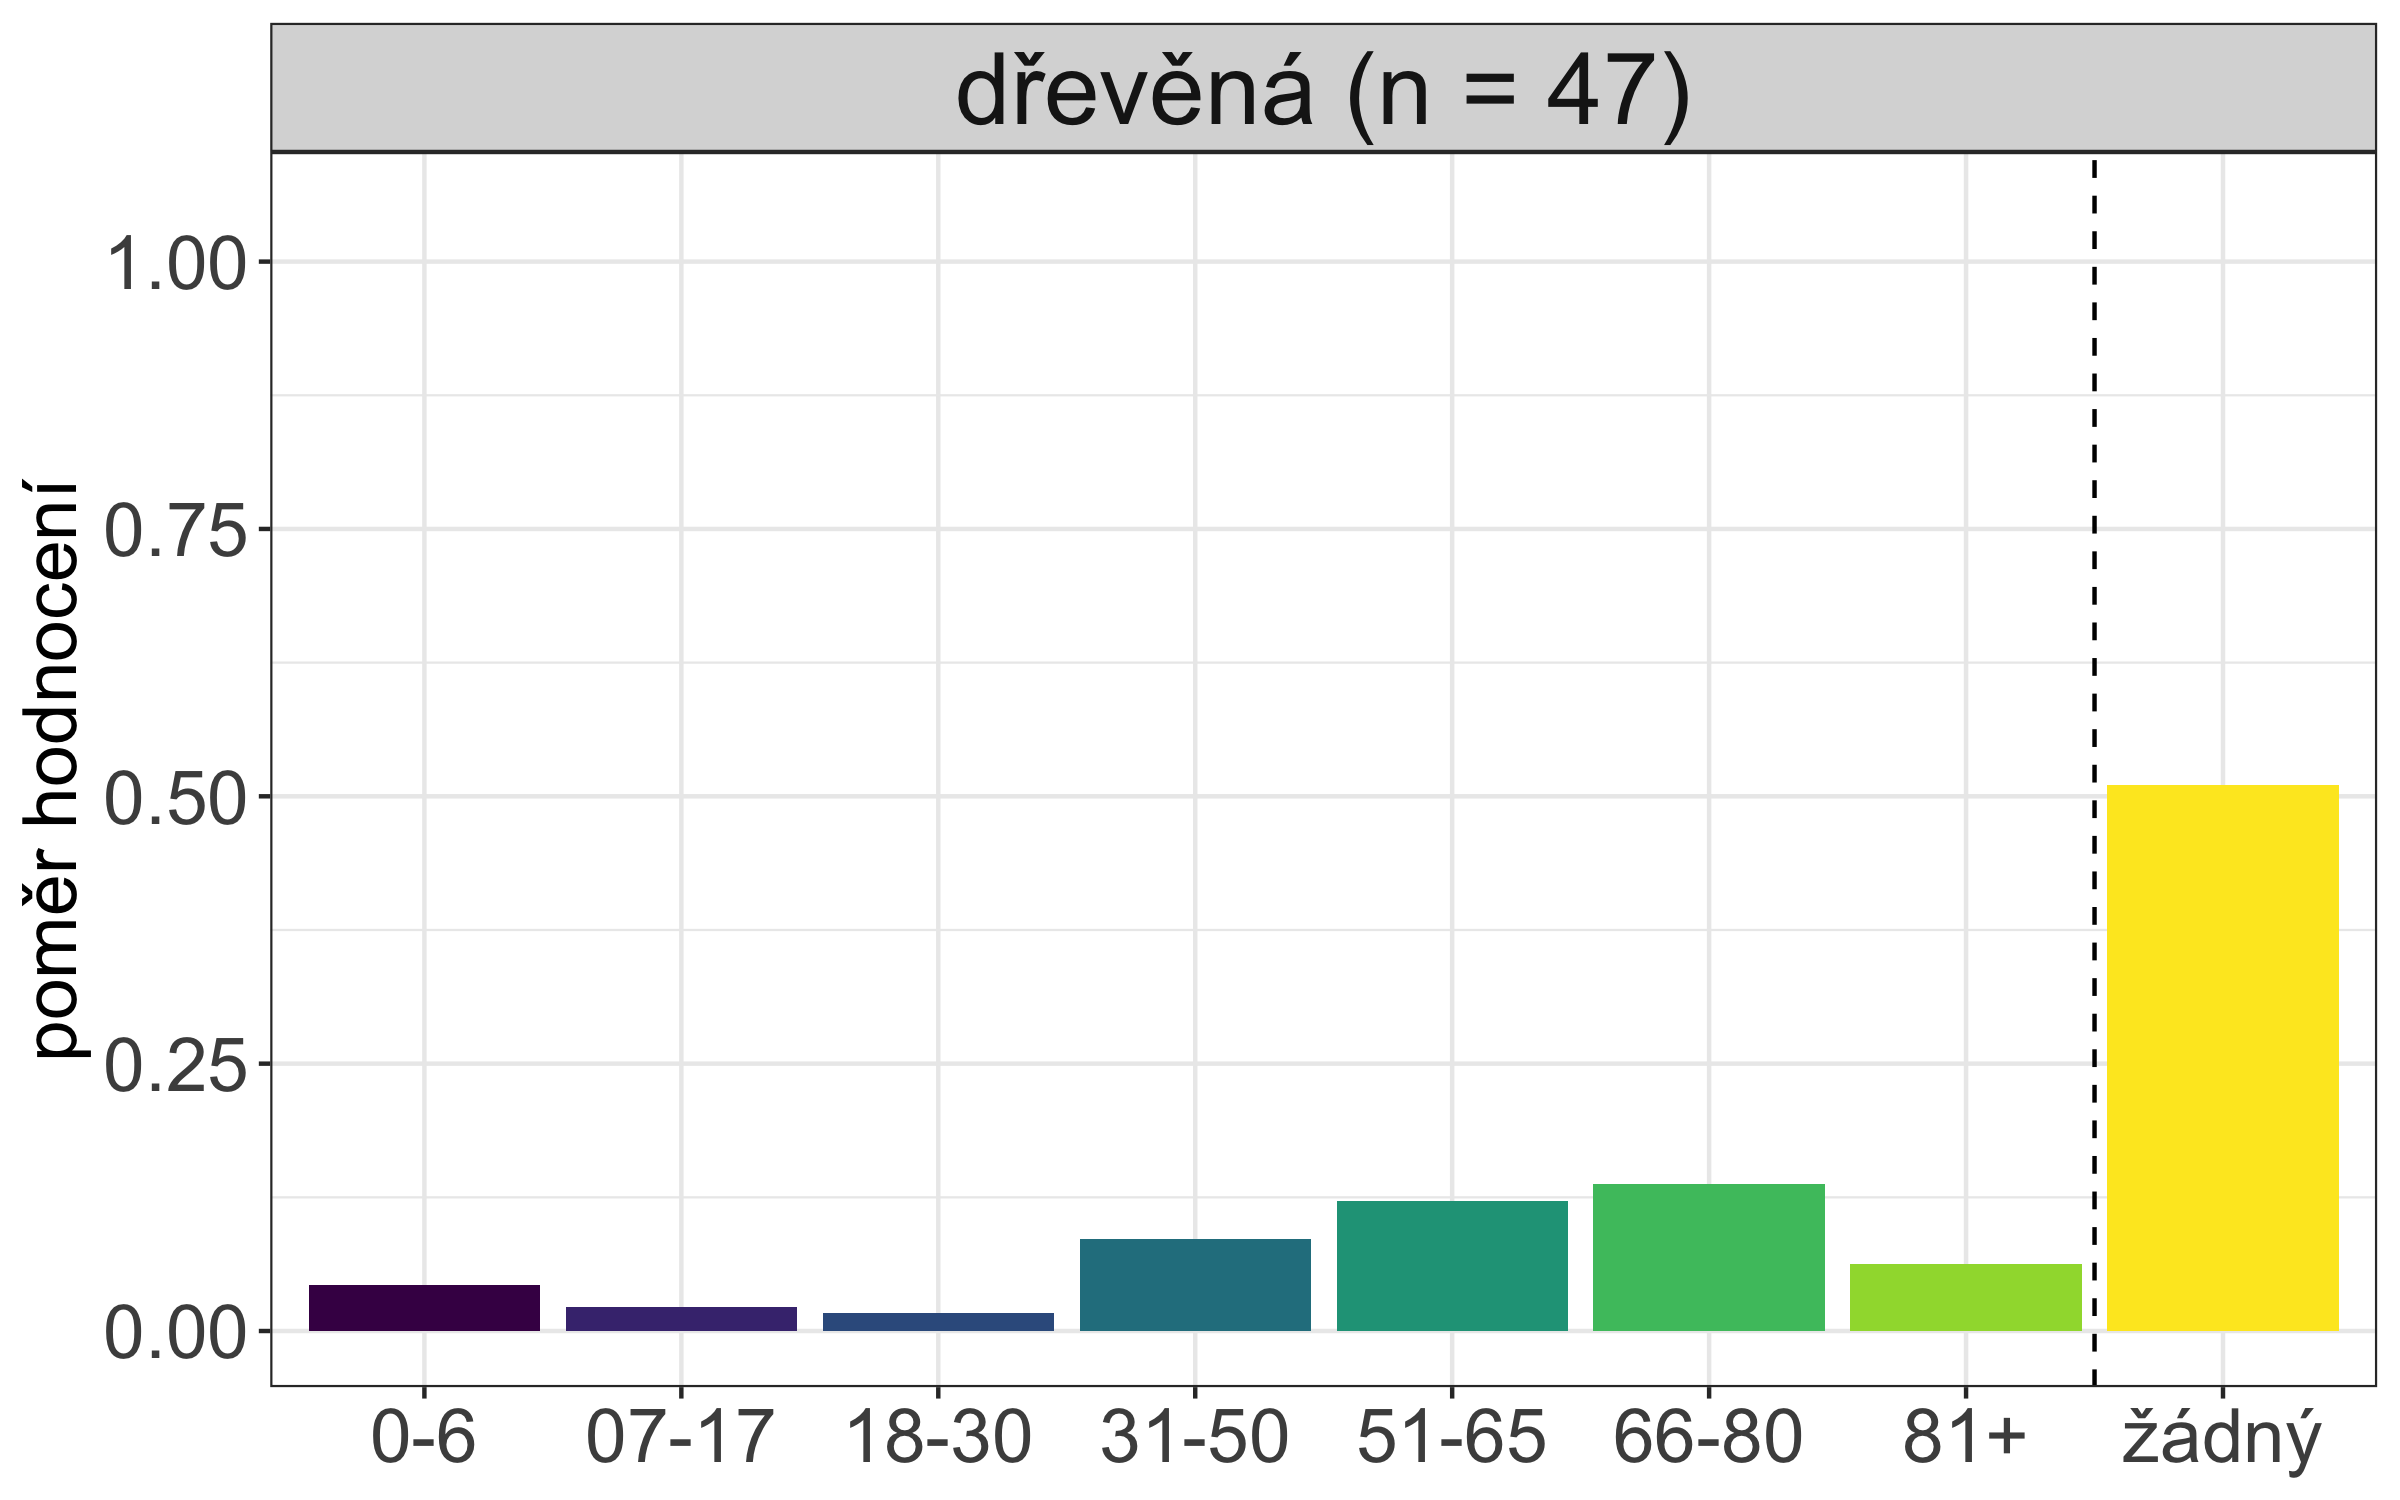 dřevěná (n = 47)
poměr hodnocení
1.00
0.75
0.50
0.25
0.00
0-6 07-17 18-30 31-50 51-65 66-80 81+ žádný